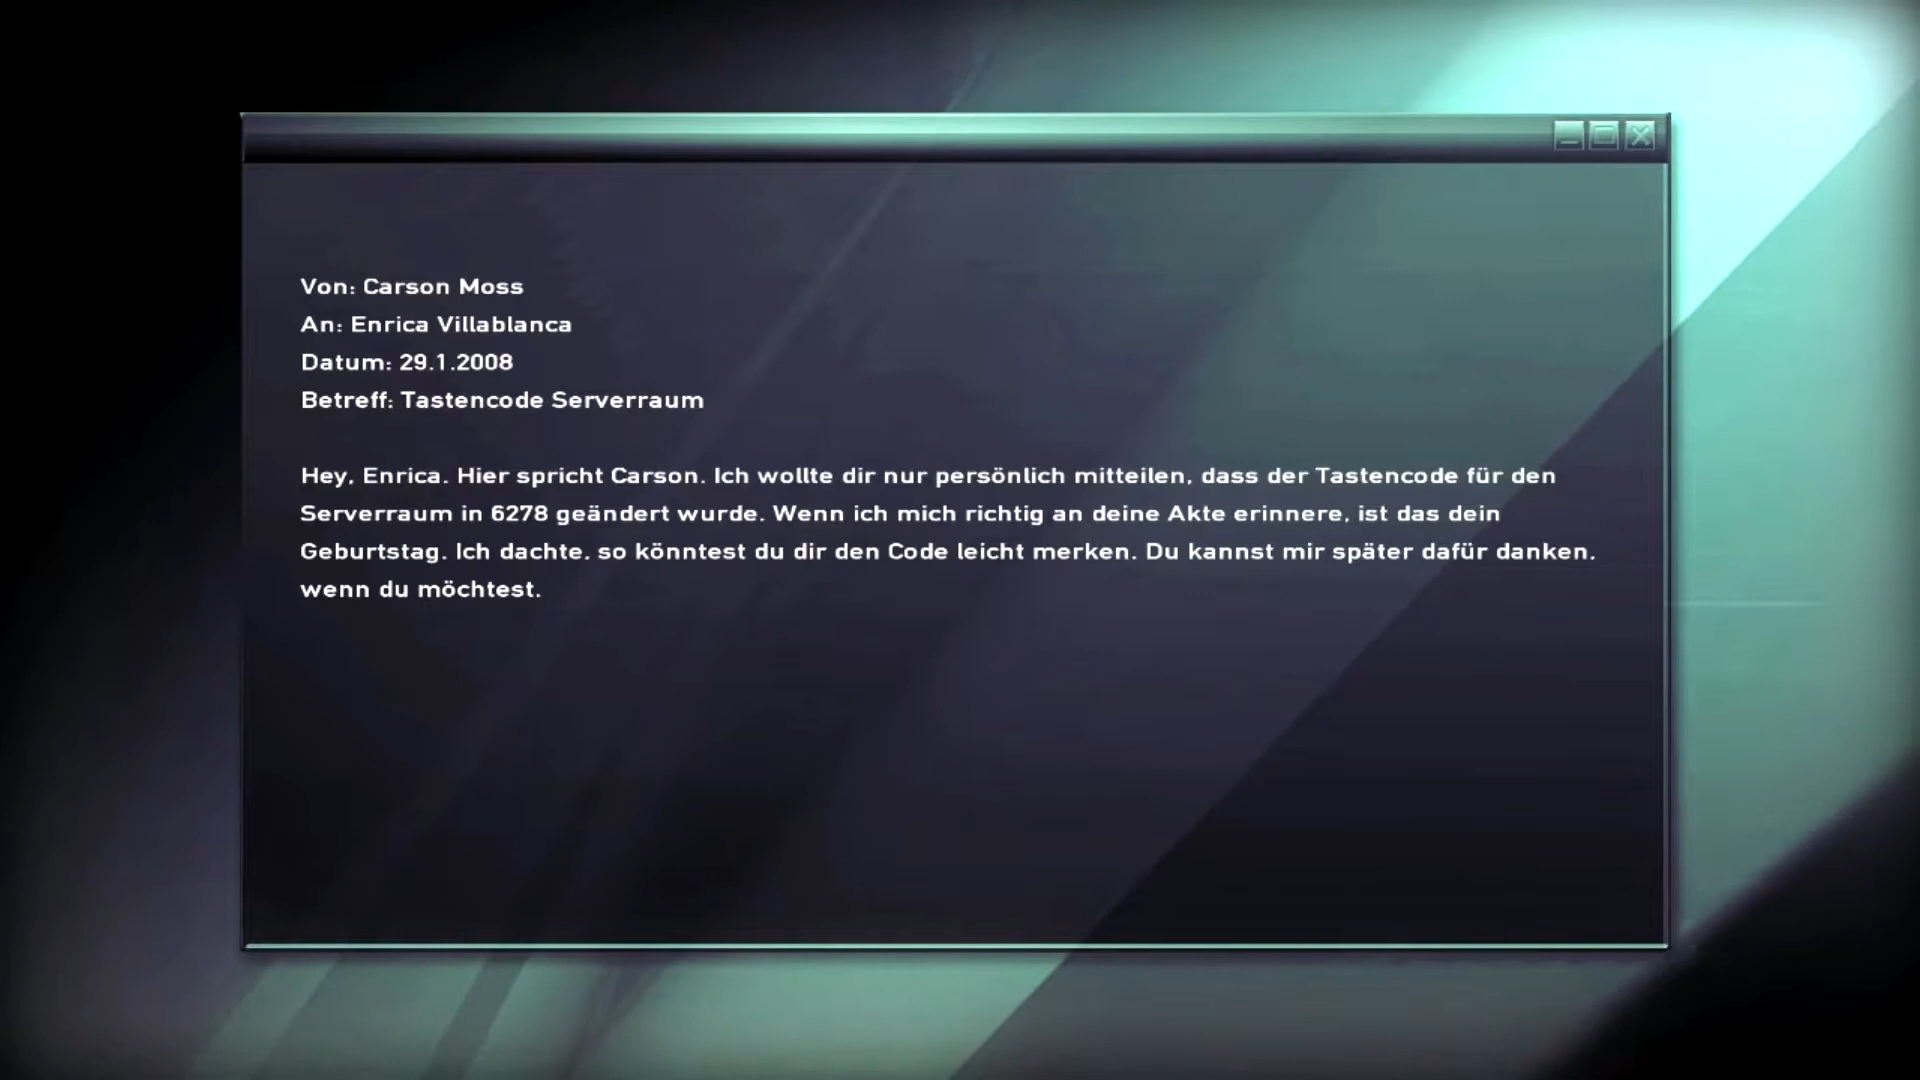 Von: Carson Moss
An: Enrica Villablanca
Datum: 29.1.2008
Betreff: Tastencode Serverraum
Hey, Enrica. Hier spricht Carson. Ich wollte dir nur persönlich mitteilen, dass der Tastencode für den
Serverraum in 6278 geändert wurde. Wenn ich mich richtig an deine Akte erinnere, ist das dein
Geburtstag. Ich dachte, so könntest du dir den Code leicht merken. Du kannst mir später dafür danken,
wenn du möchtest.